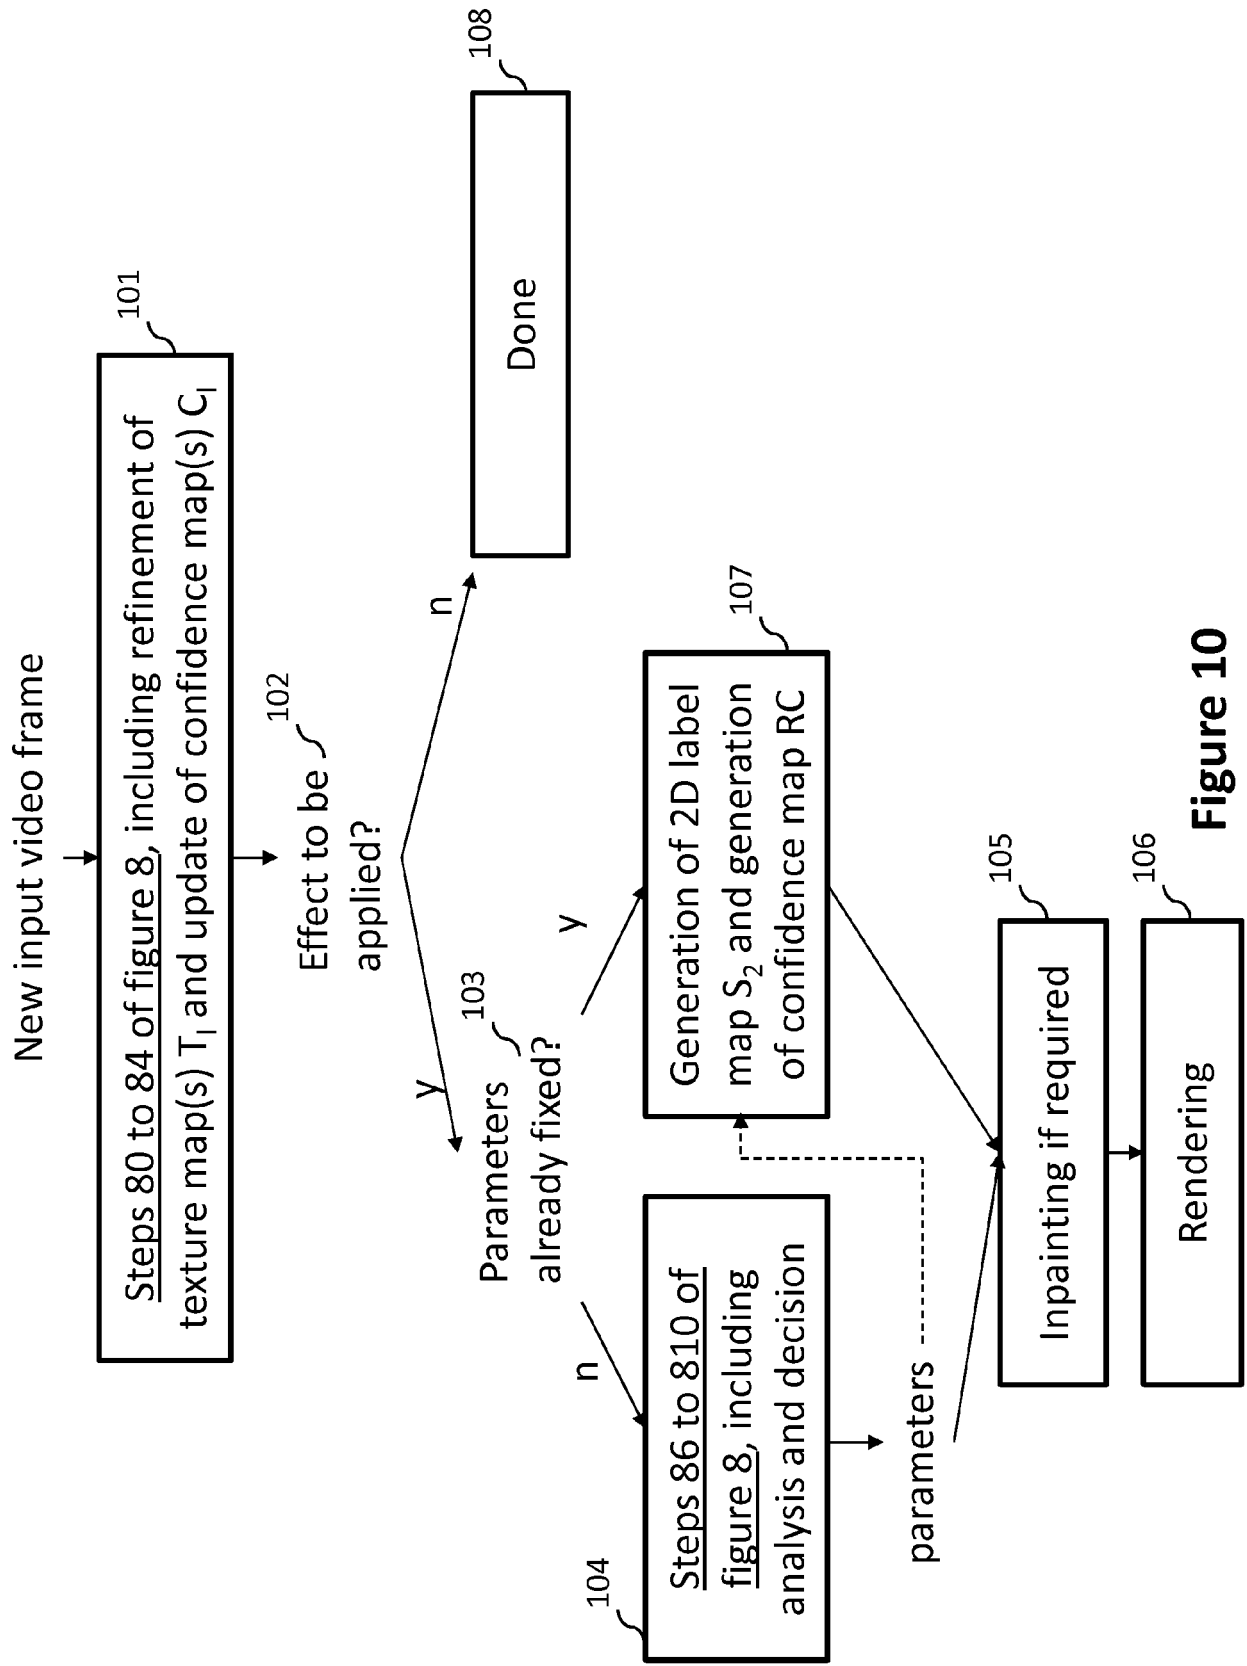 New input video frame
101
Steps 80 to 84 of figure 8, including refinement of
texture map(s) T_I and update of confidence map(s) C_I
102
Effect to be
applied?
y
n
108
Done
103
Parameters
already fixed?
n
y
104
Steps 86 to 810 of
figure 8, including
analysis and decision
107
Generation of 2D label
map S₂ and generation
of confidence map RC
parameters
105
Inpainting if required
106
Rendering
Figure 10